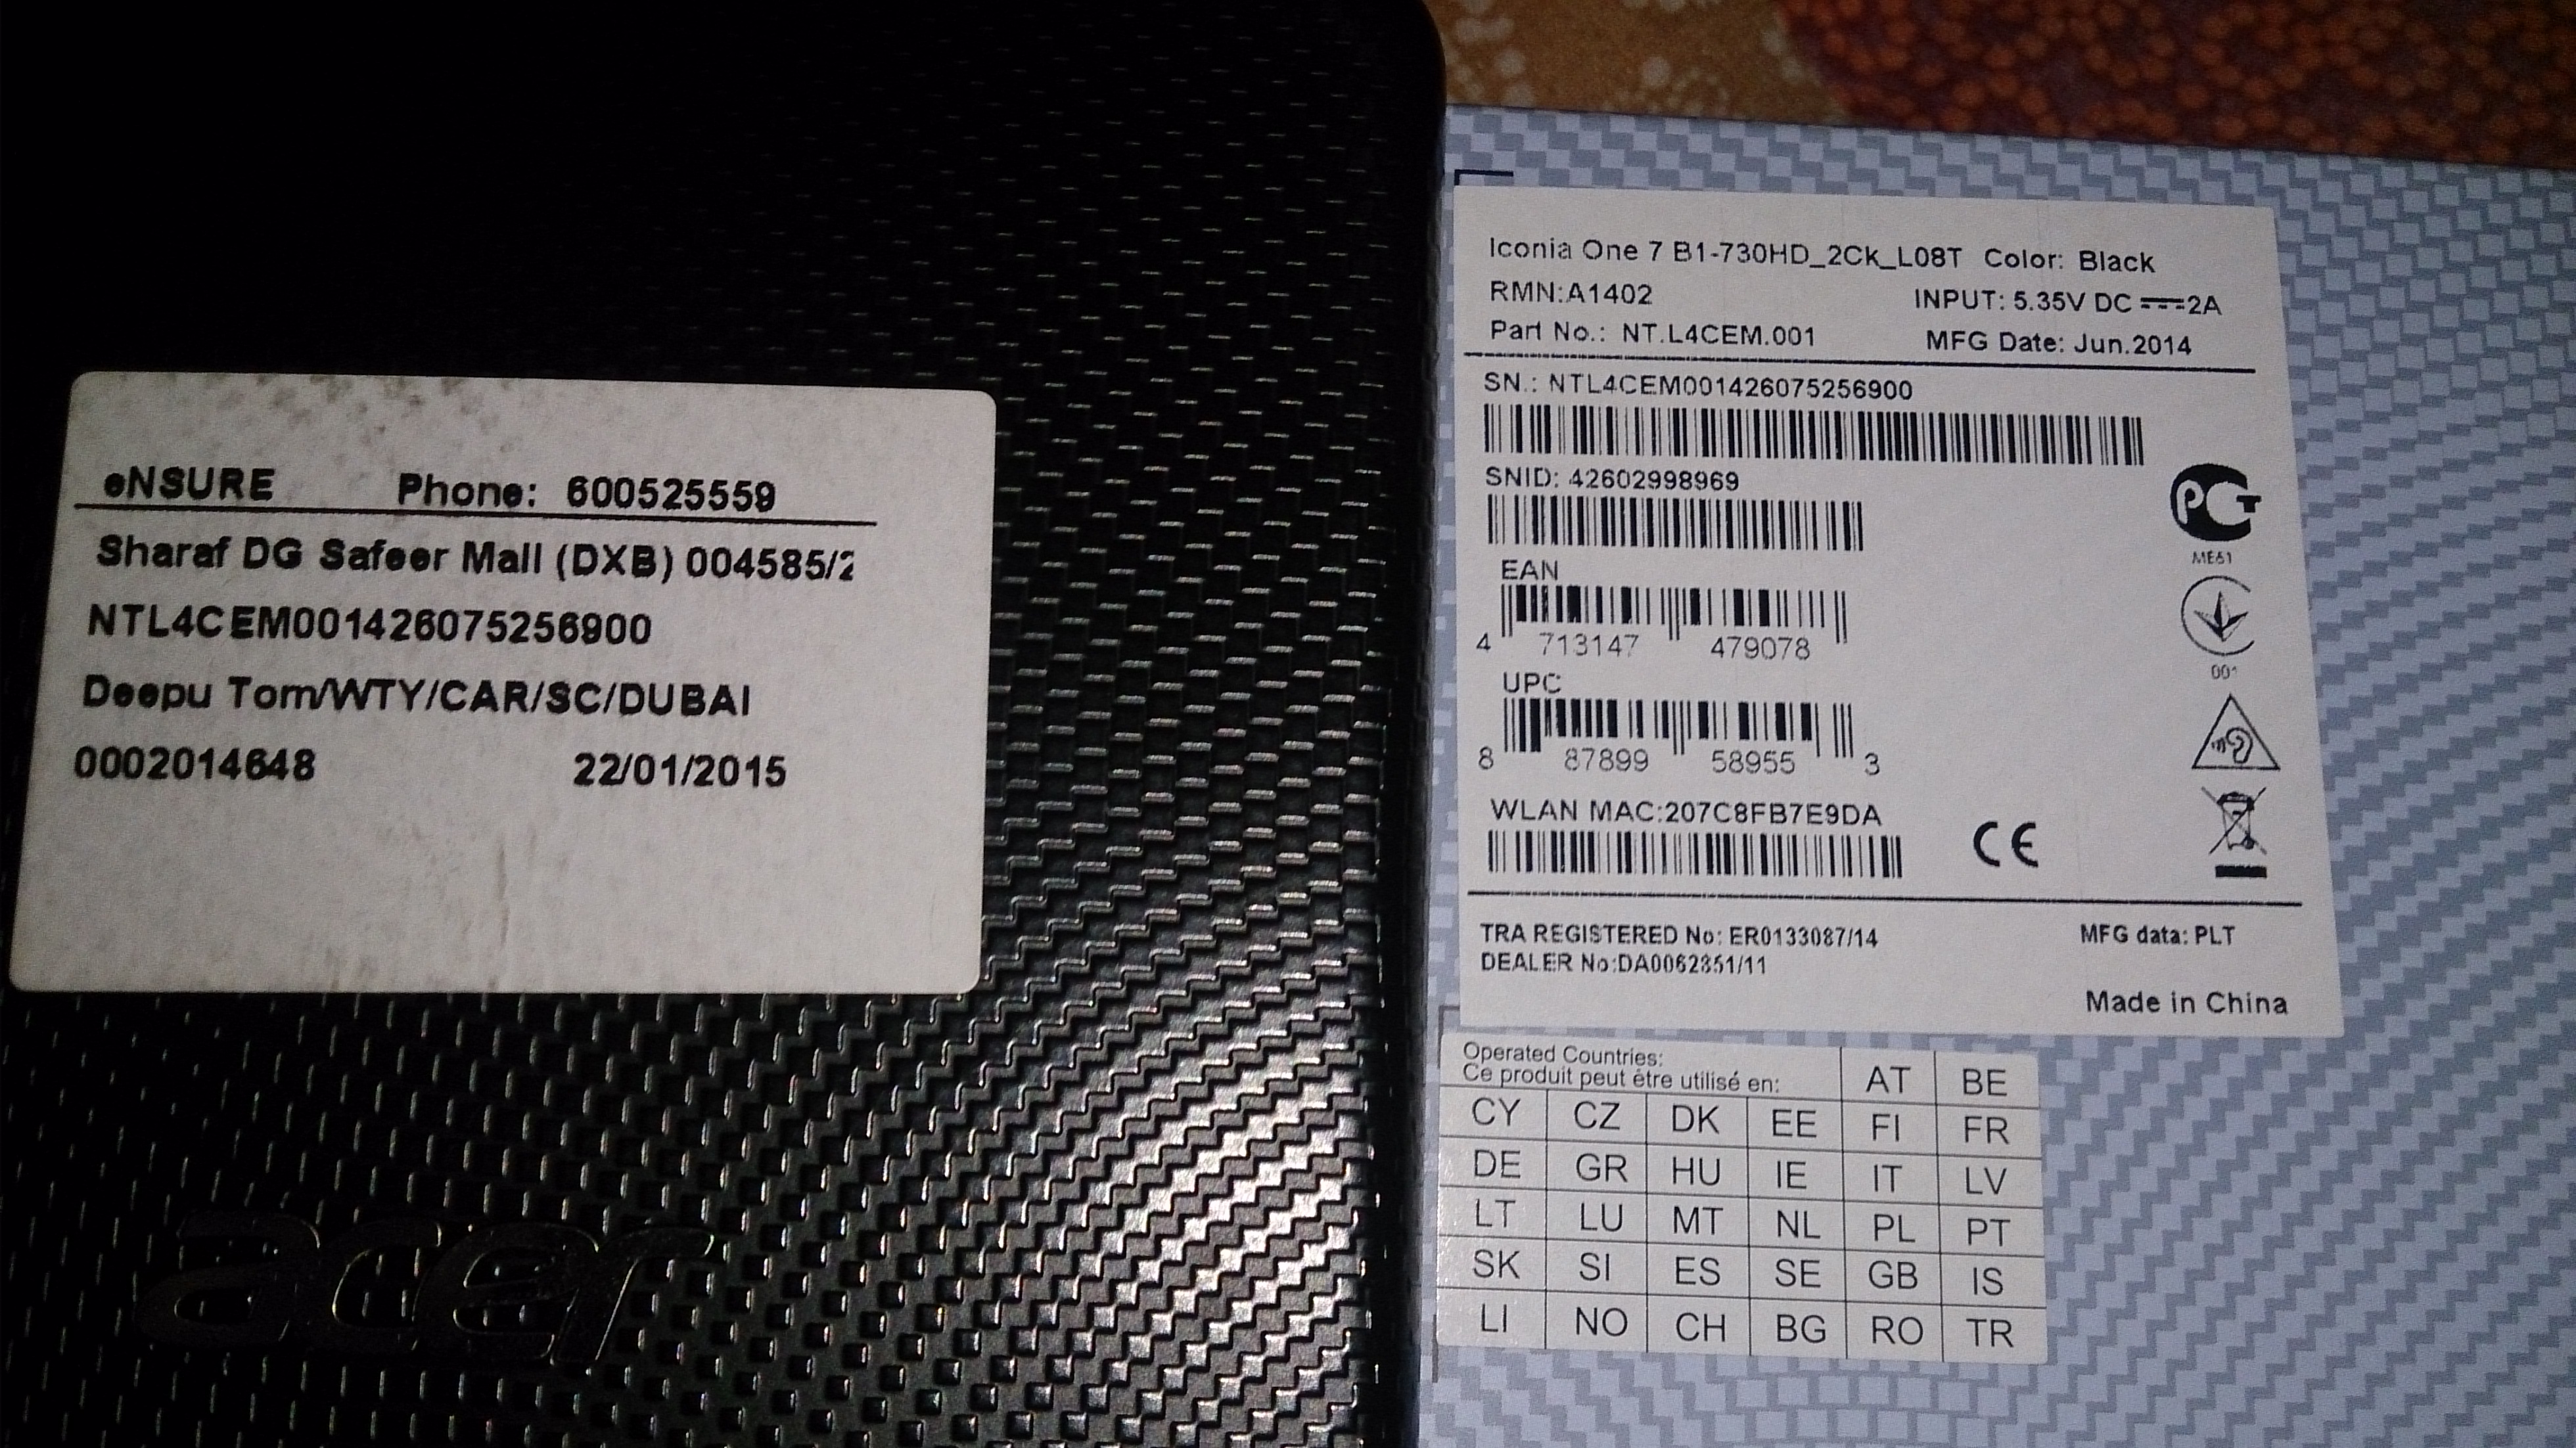 eNSURE Phone: 600525559
Sharaf DG Safeer Mall (DXB) 004585/2
NTL4CEM001426075256900
Deepu Tom/WTY/CAR/SC/DUBAI
0002014648 22/01/2015
acer
Iconia One 7 B1-730HD_2Ck_L08T Color: Black
RMN:A1402 INPUT: 5.35V DC 2A
Part No.: NT.L4CEM.001 MFG Date: Jun.2014
SN.: NTL4CEM001426075256900
SNID: 42602998969
EAN
4 713147 479078
UPC
8 87899 58955 3
WLAN MAC:207C8FB7E9DA
PCT
ME61
001
CE
TRA REGISTERED No: ER0133087/14 MFG data: PLT
DEALER No:DA0062851/11
Made in China
Operated Countries:
Ce produit peut être utilisé en:
AT BE
CY CZ DK EE FI FR
DE GR HU IE IT LV
LT LU MT NL PL PT
SK SI ES SE GB IS
LI NO CH BG RO TR